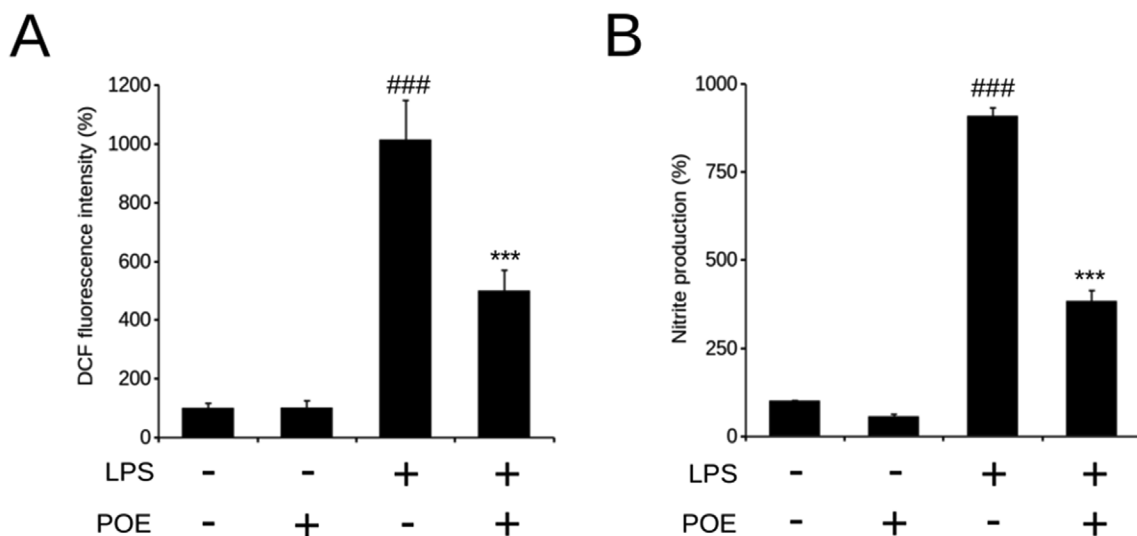 A
DCF fluorescence intensity (%)
1200
1000
800
600
400
200
0
###
***
LPS - - + +
POE - + - +
B
Nitrite production (%)
1000
750
500
250
0
###
***
LPS - - + +
POE - + - +